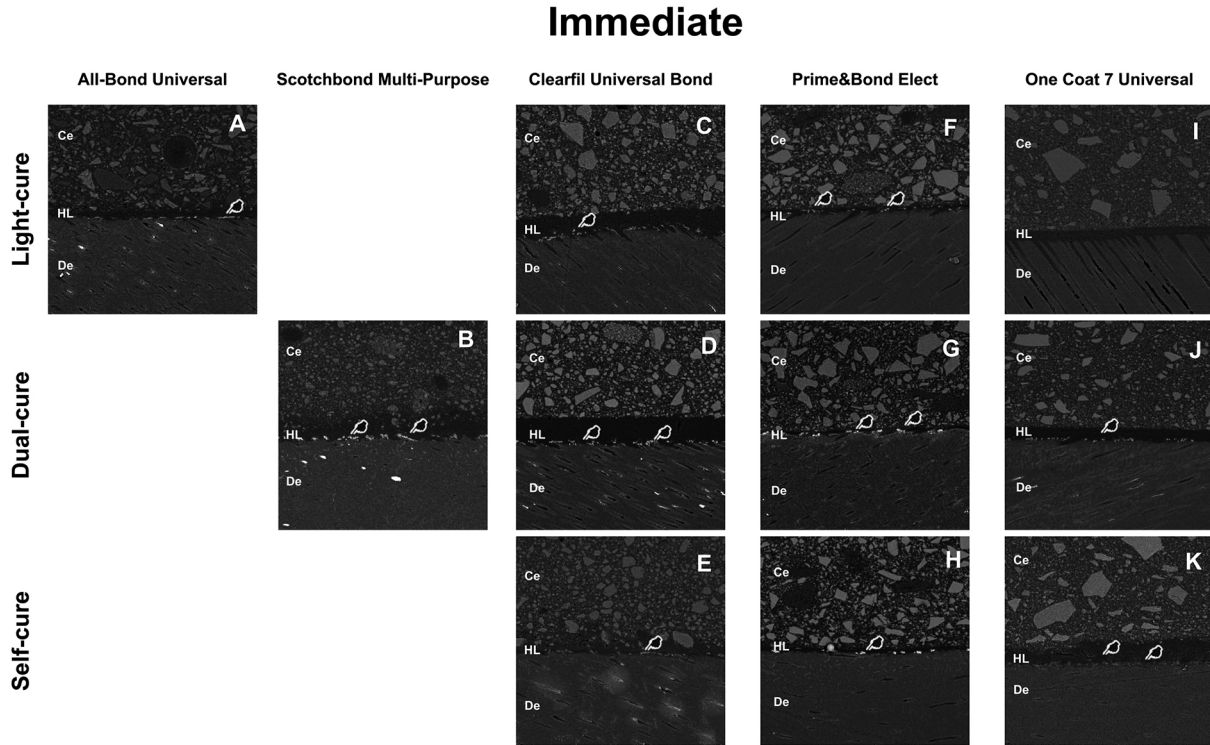 Immediate
All-Bond Universal
Scotchbond Multi-Purpose
Clearfil Universal Bond
Prime&Bond Elect
One Coat 7 Universal
Light-cure
A
Ce
HL
De
C
Ce
HL
De
F
Ce
HL
De
I
Ce
HL
De
Dual-cure
B
Ce
HL
De
D
Ce
HL
De
G
Ce
HL
De
J
Ce
HL
De
Self-cure
E
Ce
HL
De
H
Ce
HL
De
K
Ce
HL
De